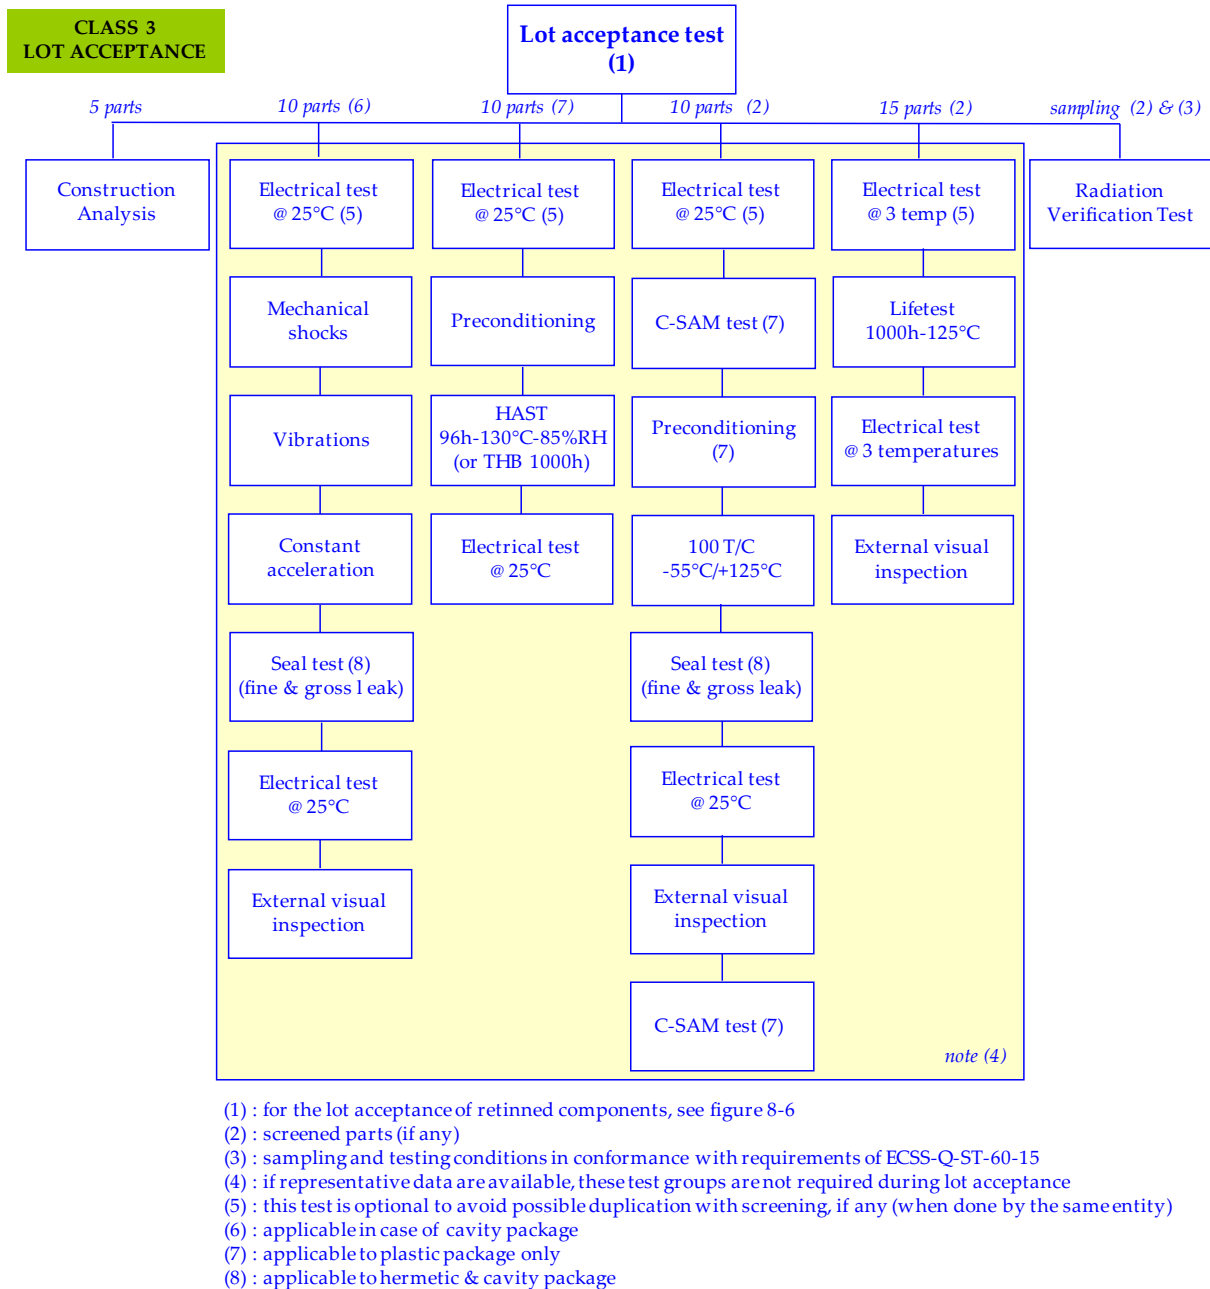 CLASS 3
LOT ACCEPTANCE
Lot acceptance test
(1)
5 parts
10 parts (6)
10 parts (7)
10 parts (2)
15 parts (2)
sampling (2) & (3)
Construction
Analysis
Electrical test
@ 25°C (5)
Mechanical
shocks
Vibrations
Constant
acceleration
Seal test (8)
(fine & gross l eak)
Electrical test
@ 25°C
External visual
inspection
Electrical test
@ 25°C (5)
Preconditioning
HAST
96h-130°C-85%RH
(or THB 1000h)
Electrical test
@ 25°C
Electrical test
@ 25°C (5)
C-SAM test (7)
Preconditioning
(7)
100 T/C
-55°C/+125°C
Seal test (8)
(fine & gross leak)
Electrical test
@ 25°C
External visual
inspection
C-SAM test (7)
Electrical test
@ 3 temp (5)
Lifetest
1000h-125°C
Electrical test
@ 3 temperatures
External visual
inspection
Radiation
Verification Test
note (4)
(1) : for the lot acceptance of retinned components, see figure 8-6
(2) : screened parts (if any)
(3) : sampling and testing conditions in conformance with requirements of ECSS-Q-ST-60-15
(4) : if representative data are available, these test groups are not required during lot acceptance
(5) : this test is optional to avoid possible duplication with screening, if any (when done by the same entity)
(6) : applicable in case of cavity package
(7) : applicable to plastic package only
(8) : applicable to hermetic & cavity package